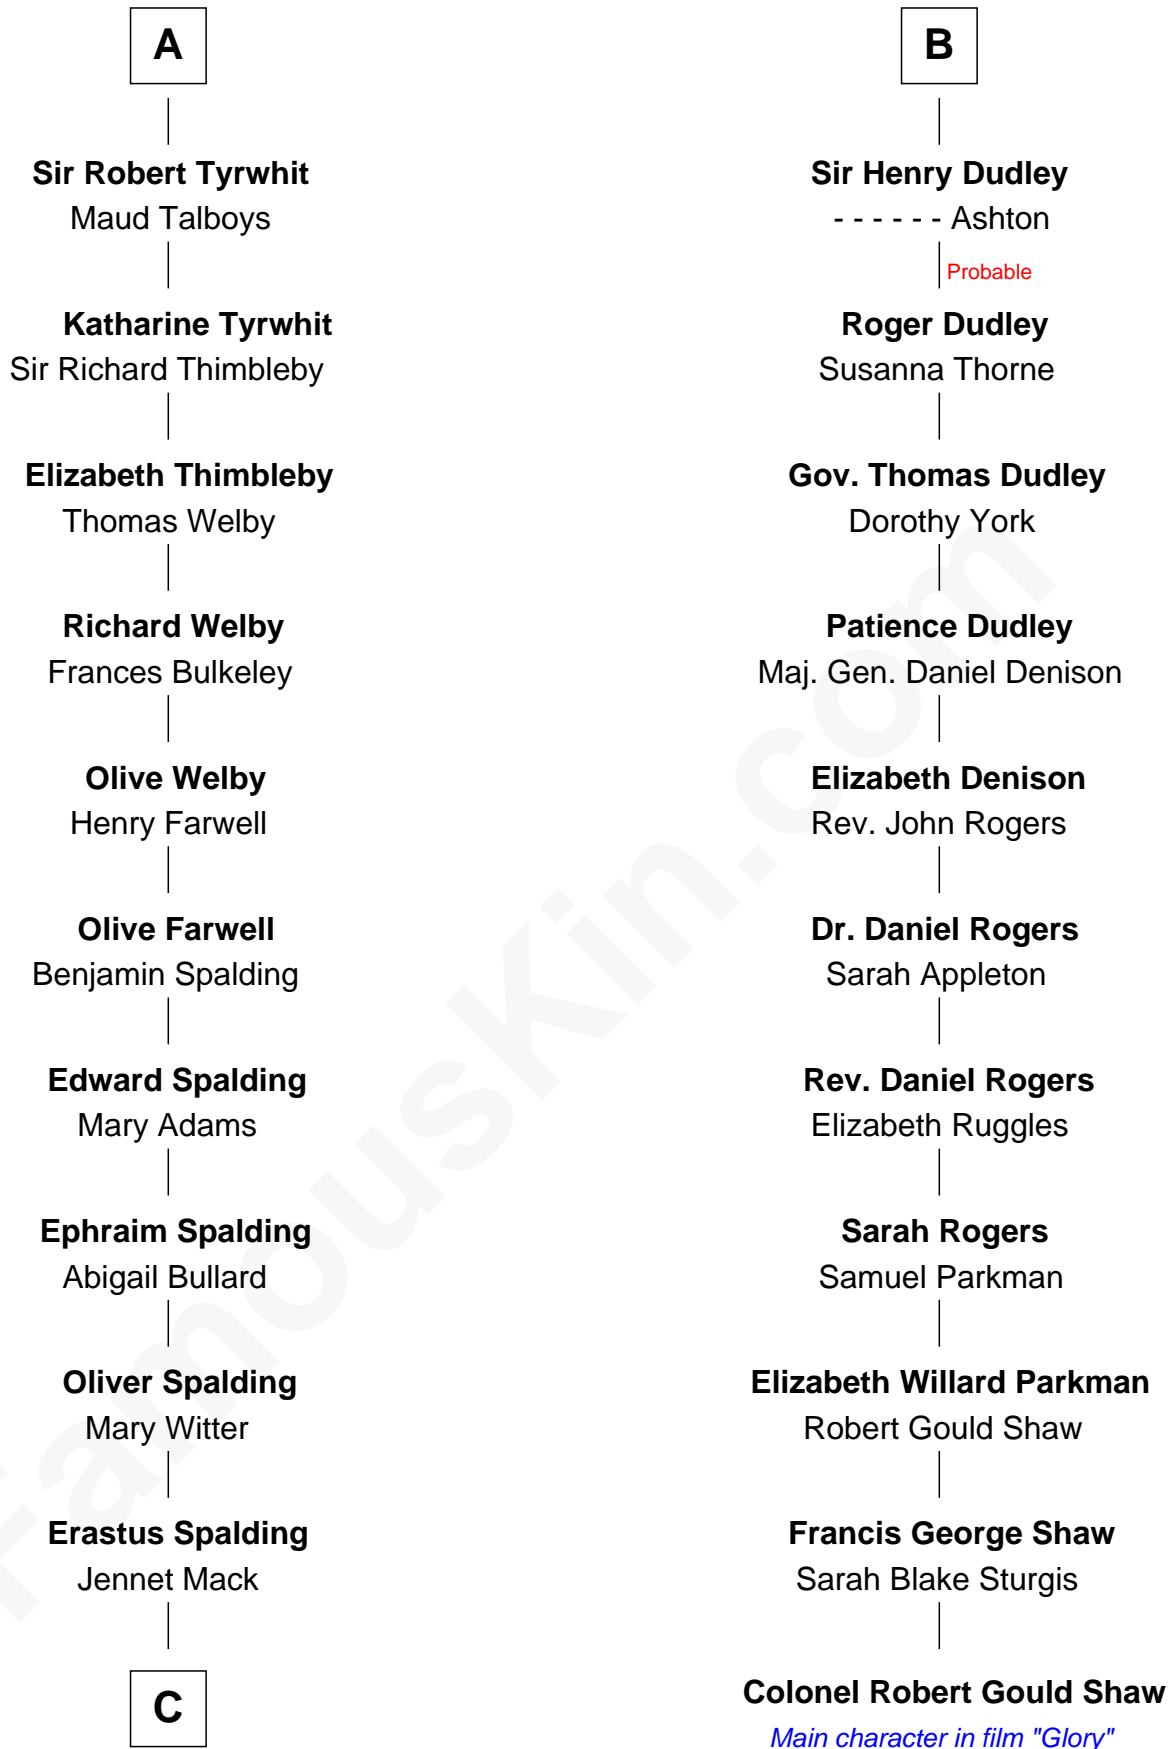 A
Sir Robert Tyrwhit
Maud Talboys
Katharine Tyrwhit
Sir Richard Thimbleby
Elizabeth Thimbleby
Thomas Welby
Richard Welby
Frances Bulkeley
Olive Welby
Henry Farwell
Olive Farwell
Benjamin Spalding
Edward Spalding
Mary Adams
Ephraim Spalding
Abigail Bullard
Oliver Spalding
Mary Witter
Erastus Spalding
Jennet Mack
C
B
Sir Henry Dudley
- - - - - - Ashton
Probable
Roger Dudley
Susanna Thorne
Gov. Thomas Dudley
Dorothy York
Patience Dudley
Maj. Gen. Daniel Denison
Elizabeth Denison
Rev. John Rogers
Dr. Daniel Rogers
Sarah Appleton
Rev. Daniel Rogers
Elizabeth Ruggles
Sarah Rogers
Samuel Parkman
Elizabeth Willard Parkman
Robert Gould Shaw
Francis George Shaw
Sarah Blake Sturgis
Colonel Robert Gould Shaw
Main character in film "Glory"
FamousKin.com